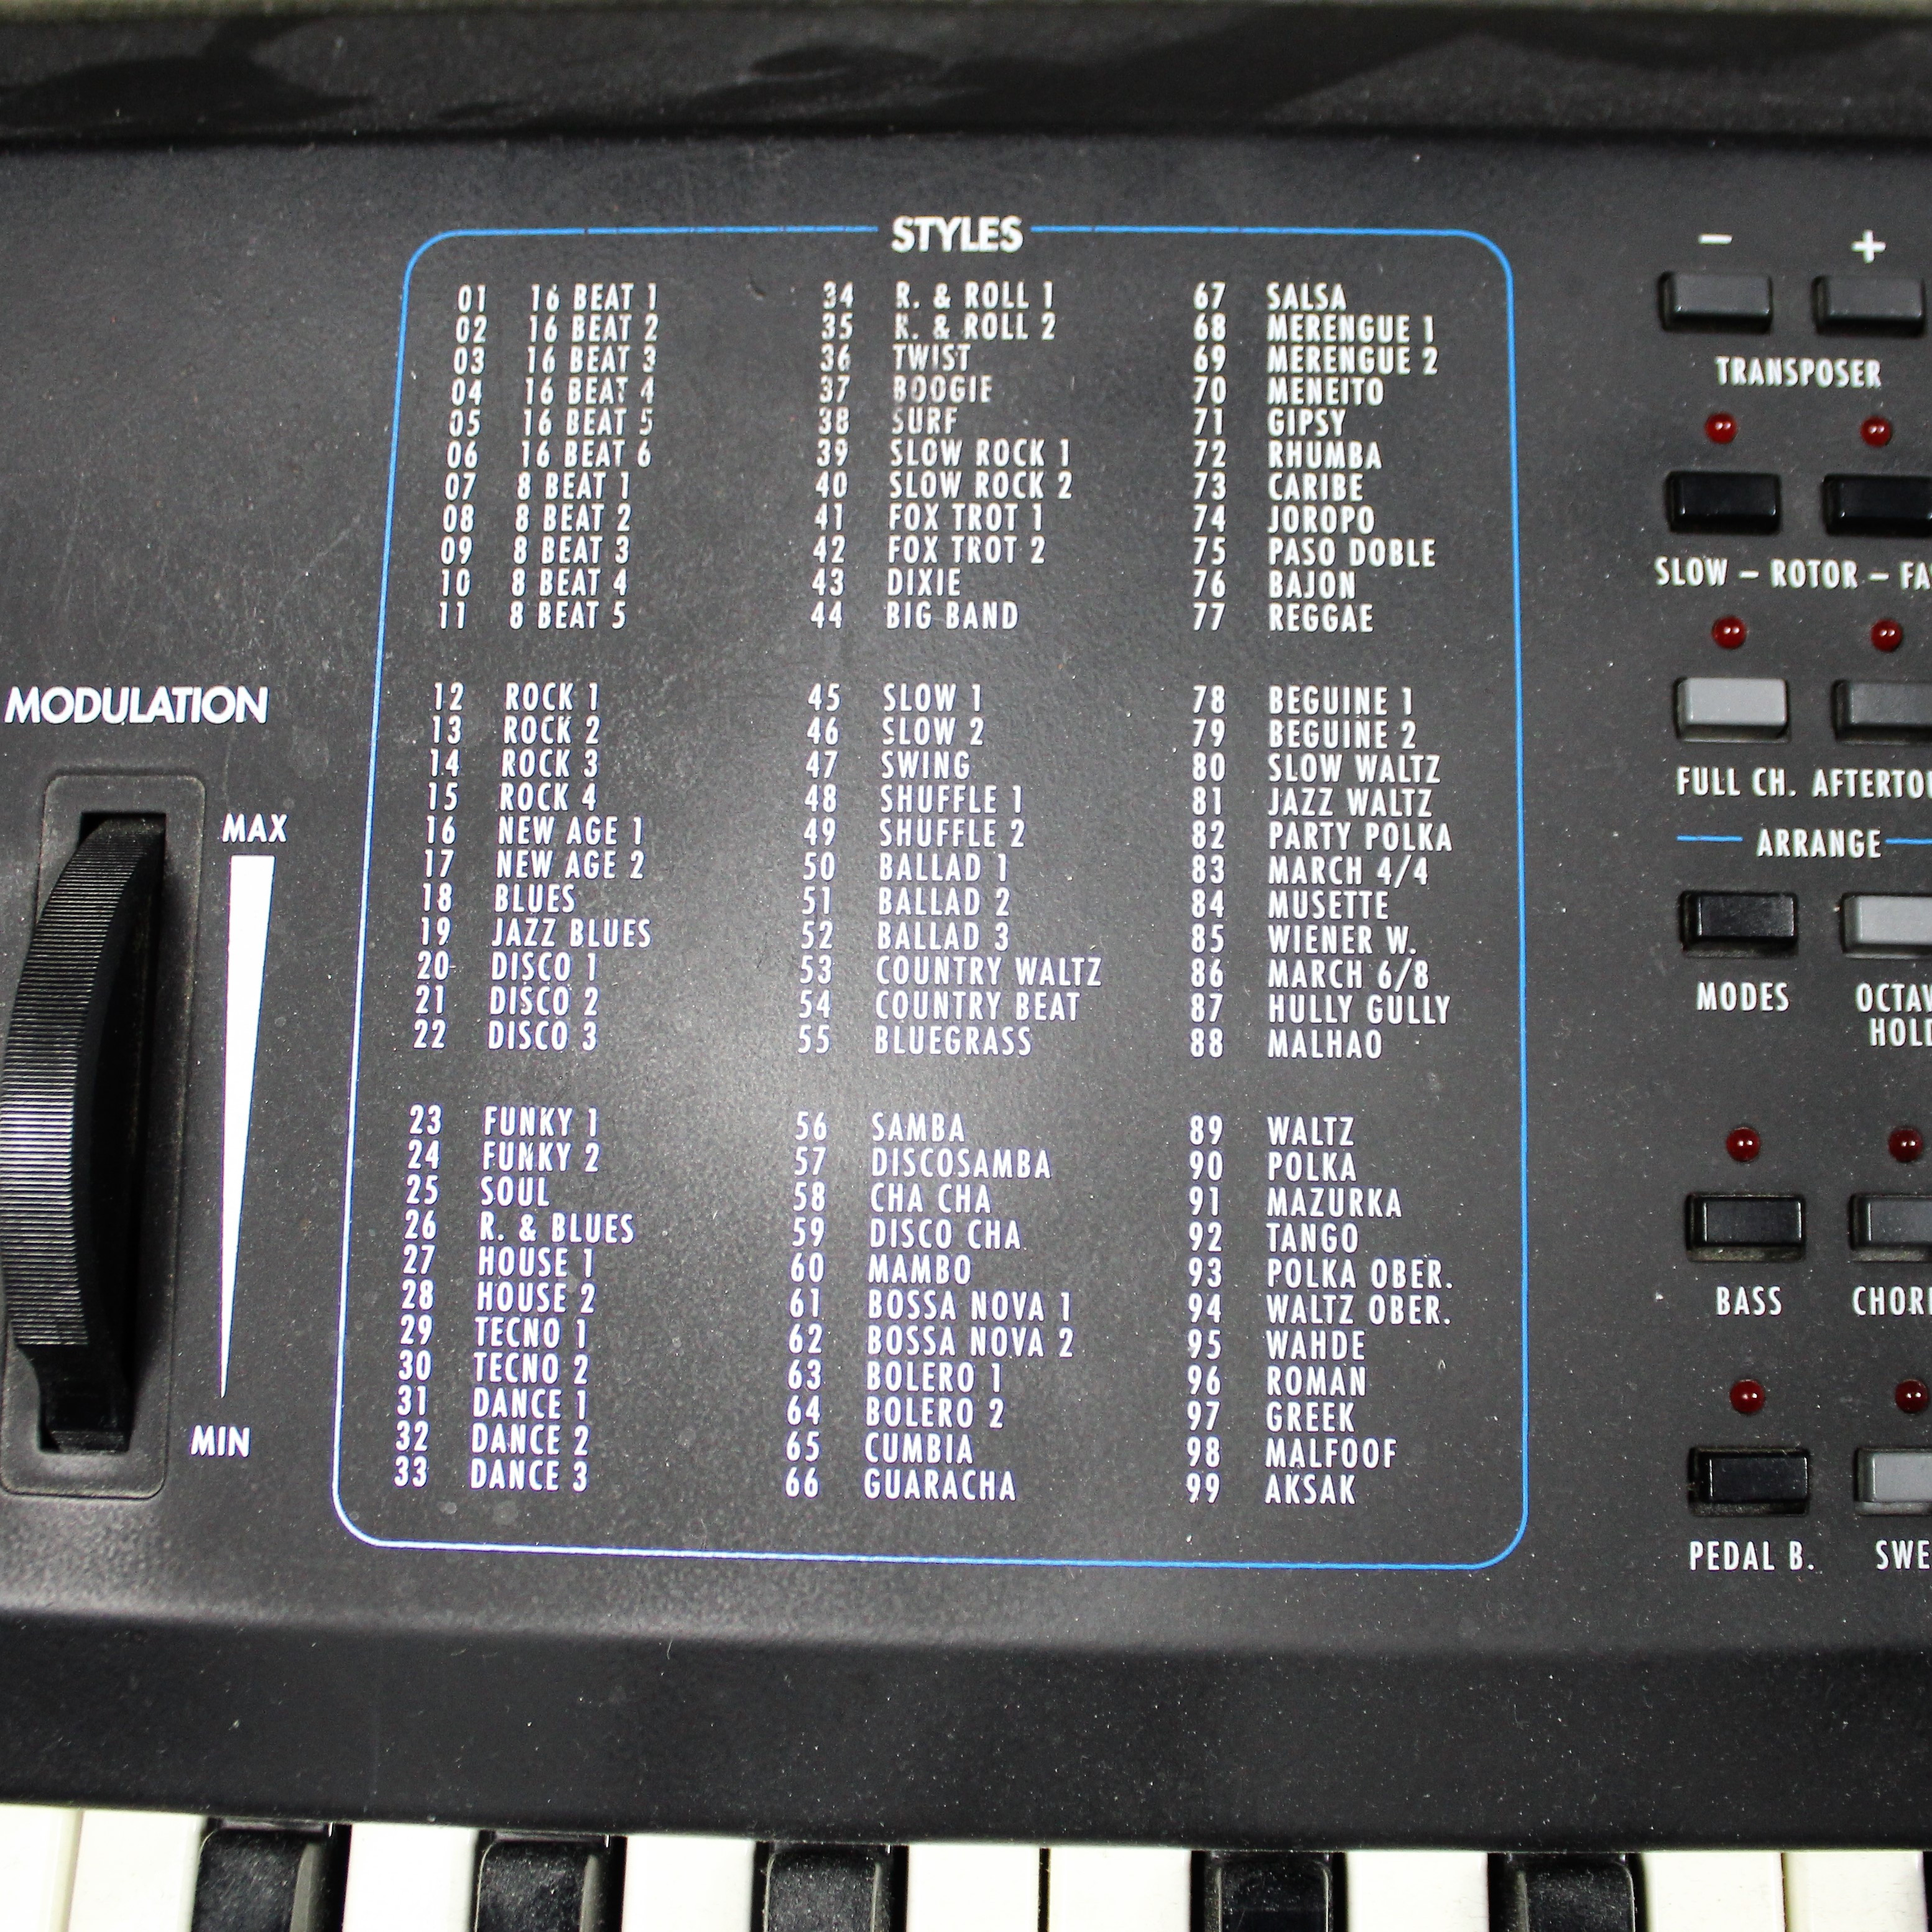 STYLES
01 16 BEAT 1
02 16 BEAT 2
03 16 BEAT 3
04 16 BEAT 4
05 16 BEAT 5
06 16 BEAT 6
07 8 BEAT 1
08 8 BEAT 2
09 8 BEAT 3
10 8 BEAT 4
11 8 BEAT 5
12 ROCK 1
13 ROCK 2
14 ROCK 3
15 ROCK 4
16 NEW AGE 1
17 NEW AGE 2
18 BLUES
19 JAZZ BLUES
20 DISCO 1
21 DISCO 2
22 DISCO 3
23 FUNKY 1
24 FUNKY 2
25 SOUL
26 R. & BLUES
27 HOUSE 1
28 HOUSE 2
29 TECNO 1
30 TECNO 2
31 DANCE 1
32 DANCE 2
33 DANCE 3
34 R. & ROLL 1
35 R. & ROLL 2
36 TWIST
37 BOOGIE
38 SURF
39 SLOW ROCK 1
40 SLOW ROCK 2
41 FOX TROT 1
42 FOX TROT 2
43 DIXIE
44 BIG BAND
45 SLOW 1
46 SLOW 2
47 SWING
48 SHUFFLE 1
49 SHUFFLE 2
50 BALLAD 1
51 BALLAD 2
52 BALLAD 3
53 COUNTRY WALTZ
54 COUNTRY BEAT
55 BLUEGRASS
56 SAMBA
57 DISCOSAMBA
58 CHA CHA
59 DISCO CHA
60 MAMBO
61 BOSSA NOVA 1
62 BOSSA NOVA 2
63 BOLERO 1
64 BOLERO 2
65 CUMBIA
66 GUARACHA
67 SALSA
68 MERENGUE 1
69 MERENGUE 2
70 MENEITO
71 GIPSY
72 RHUMBA
73 CARIBE
74 JOROPO
75 PASO DOBLE
76 BAJON
77 REGGAE
78 BEGUINE 1
79 BEGUINE 2
80 SLOW WALTZ
81 JAZZ WALTZ
82 PARTY POLKA
83 MARCH 4/4
84 MUSETTE
85 WIENER W.
86 MARCH 6/8
87 HULLY GULLY
88 MALHAO
89 WALTZ
90 POLKA
91 MAZURKA
92 TANGO
93 POLKA OBER.
94 WALTZ OBER.
95 WAHDE
96 ROMAN
97 GREEK
98 MALFOOF
99 AKSAK
MODULATION
MAX
MIN
− +
TRANSPOSER
SLOW – ROTOR –
FULL CH.
ARRANGE
MODES
BASS
PEDAL B.